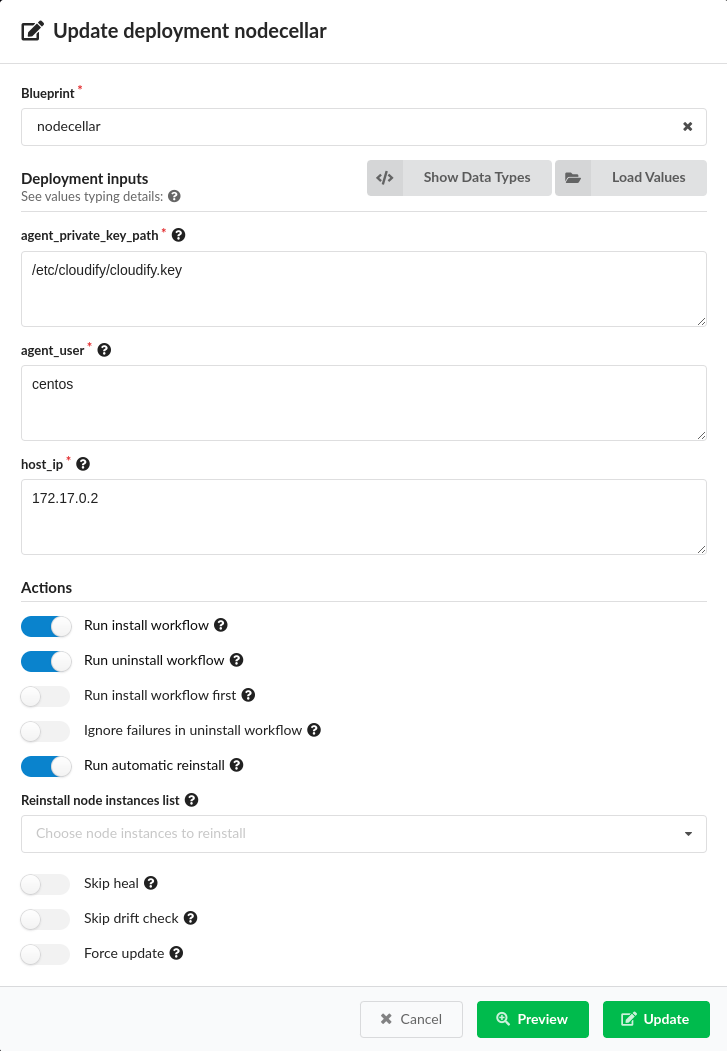 Update deployment nodecellar
Blueprint *
nodecellar
Deployment inputs
Show Data Types
Load Values
See values typing details:
agent_private_key_path *
/etc/cloudify/cloudify.key
agent_user *
centos
host_ip *
172.17.0.2
Actions
Run install workflow
Run uninstall workflow
Run install workflow first
Ignore failures in uninstall workflow
Run automatic reinstall
Reinstall node instances list
Choose node instances to reinstall
Skip heal
Skip drift check
Force update
Cancel
Preview
Update